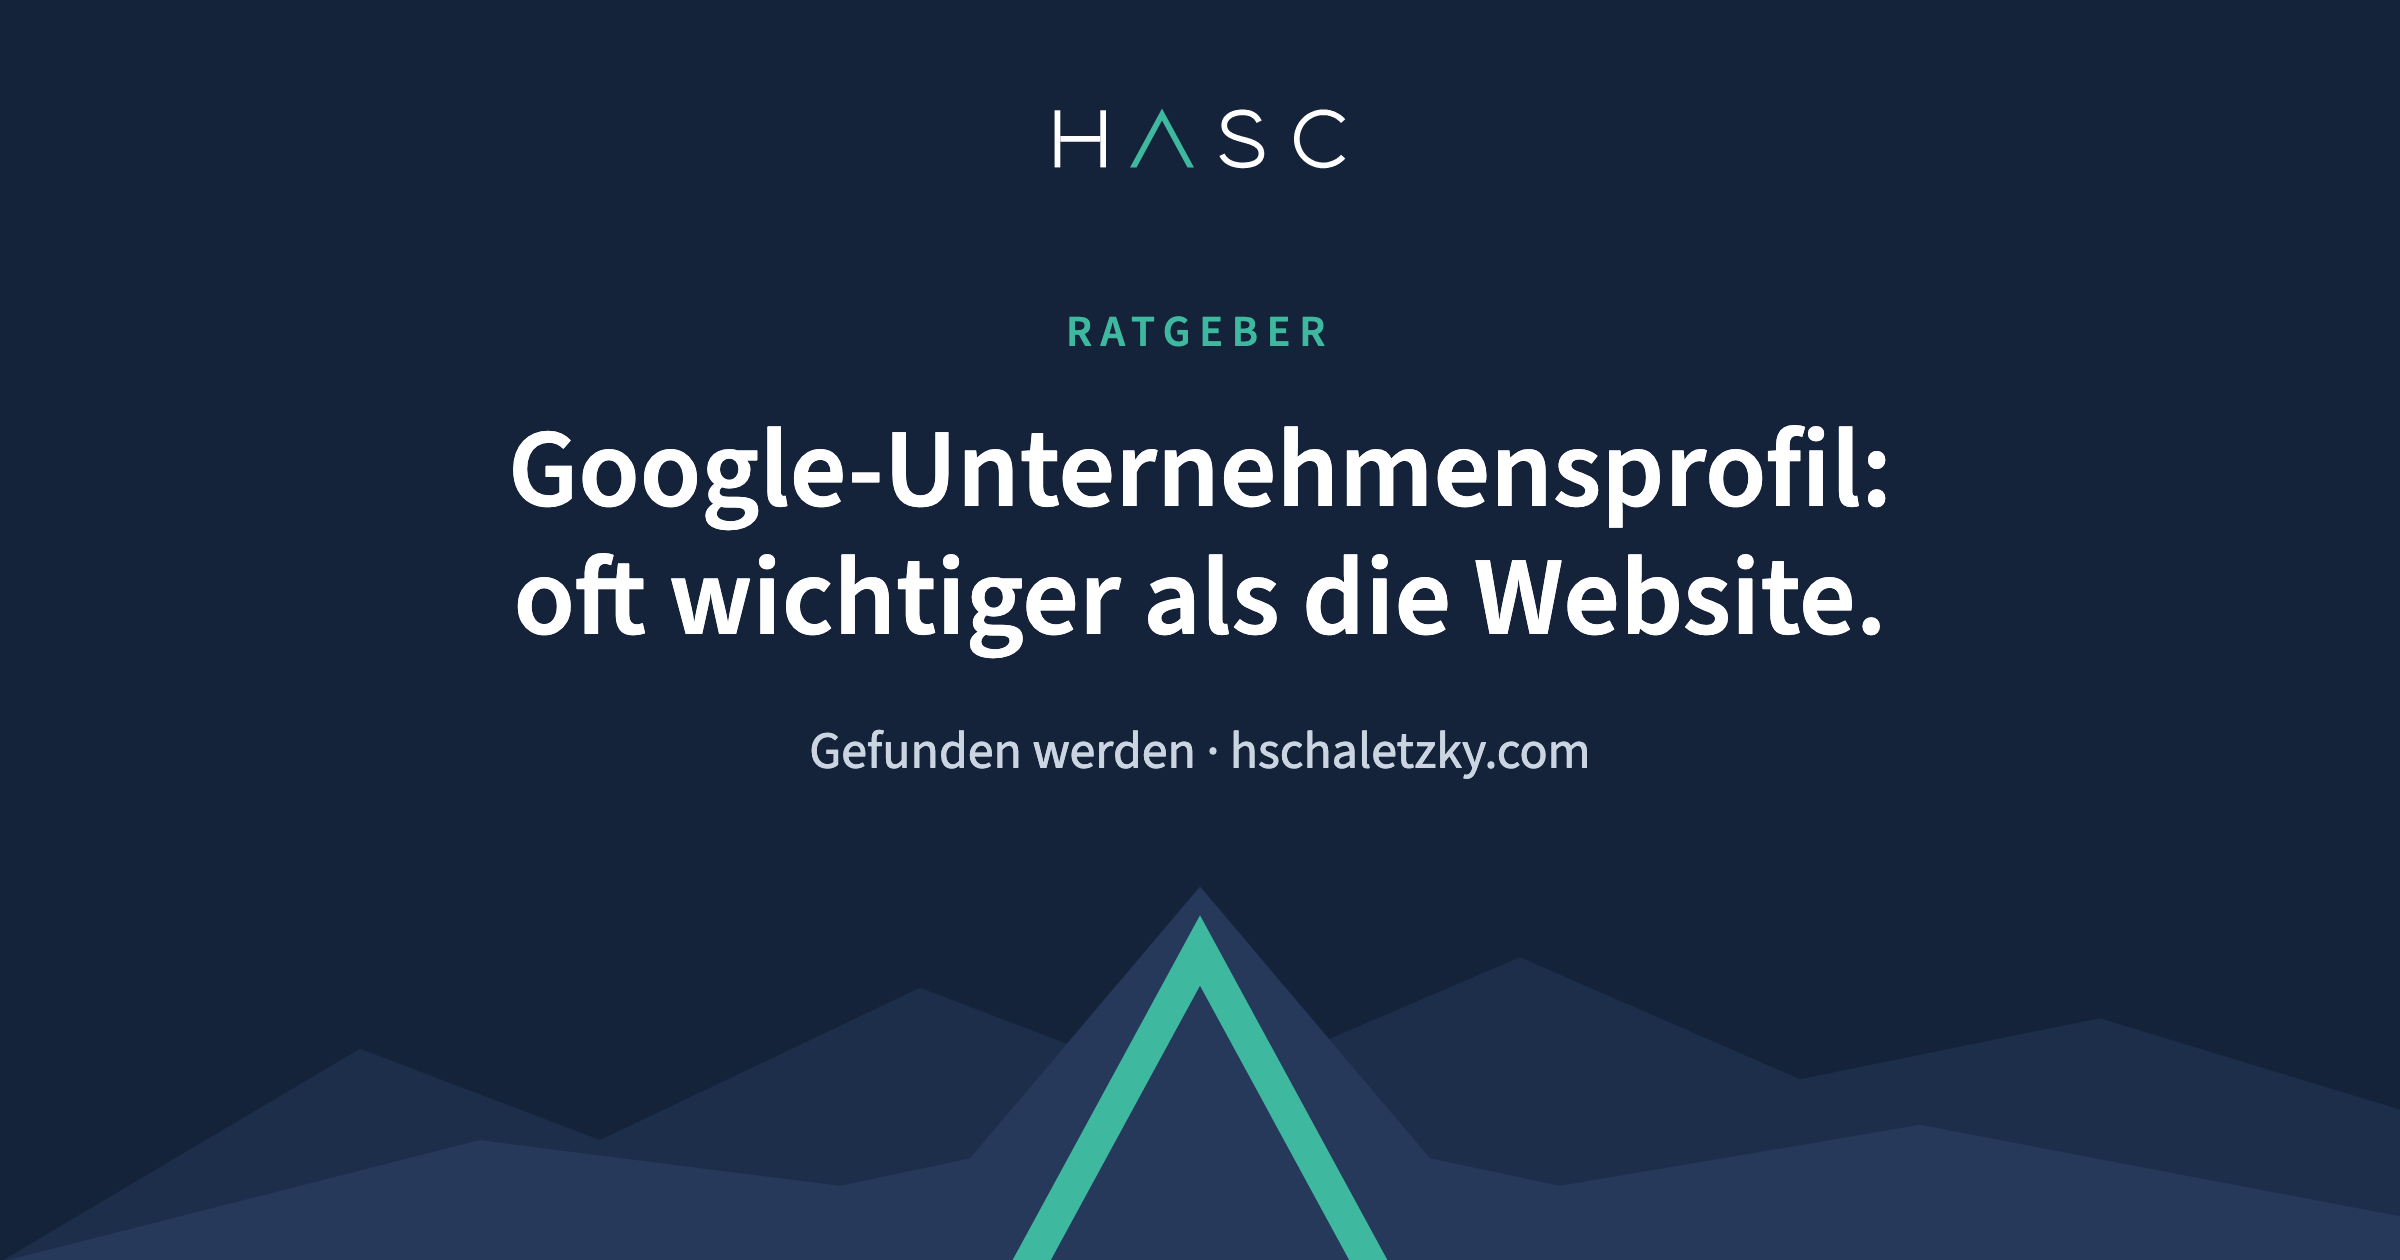 HASC
RATGEBER
Google-Unternehmensprofil:
oft wichtiger als die Website.
Gefunden werden · hschaletzky.com